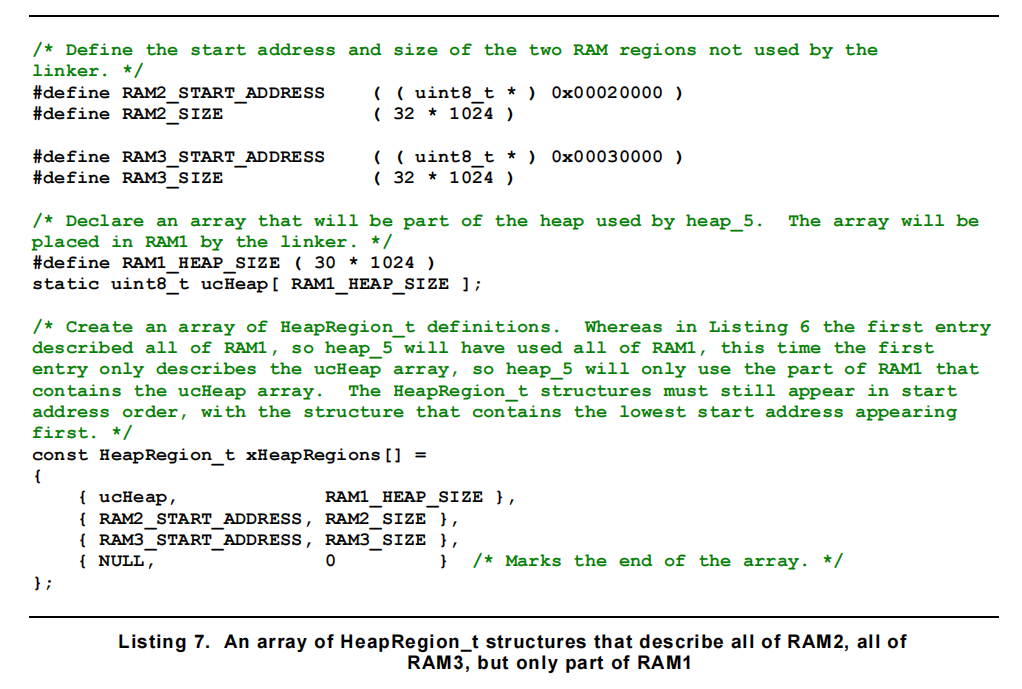 /* Define the start address and size of the two RAM regions not used by the
linker. */
#define RAM2_START_ADDRESS    ( ( uint8_t * ) 0x00020000 )
#define RAM2_SIZE             ( 32 * 1024 )

#define RAM3_START_ADDRESS    ( ( uint8_t * ) 0x00030000 )
#define RAM3_SIZE             ( 32 * 1024 )

/* Declare an array that will be part of the heap used by heap_5.  The array will be
placed in RAM1 by the linker. */
#define RAM1_HEAP_SIZE ( 30 * 1024 )
static uint8_t ucHeap[ RAM1_HEAP_SIZE ];

/* Create an array of HeapRegion_t definitions.  Whereas in Listing 6 the first entry
described all of RAM1, so heap_5 will have used all of RAM1, this time the first
entry only describes the ucHeap array, so heap_5 will only use the part of RAM1 that
contains the ucHeap array.  The HeapRegion_t structures must still appear in start
address order, with the structure that contains the lowest start address appearing
first. */
const HeapRegion_t xHeapRegions[] =
{
    { ucHeap,             RAM1_HEAP_SIZE },
    { RAM2_START_ADDRESS, RAM2_SIZE },
    { RAM3_START_ADDRESS, RAM3_SIZE },
    { NULL,               0         }  /* Marks the end of the array. */
};

Listing 7.  An array of HeapRegion_t structures that describe all of RAM2, all of
RAM3, but only part of RAM1